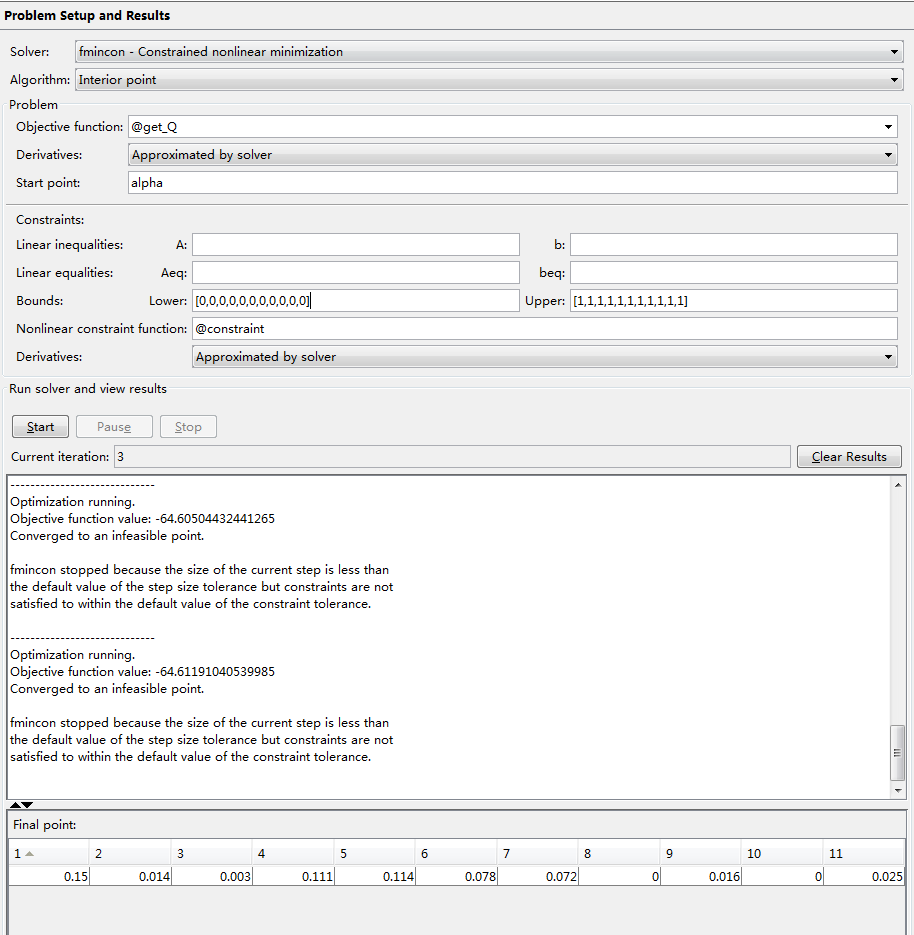 Problem Setup and Results
Solver: fmincon - Constrained nonlinear minimization
Algorithm: Interior point
Problem
Objective function: @get_Q
Derivatives: Approximated by solver
Start point: alpha
Constraints:
Linear inequalities: A: b:
Linear equalities: Aeq: beq:
Bounds: Lower: [0,0,0,0,0,0,0,0,0,0,0] Upper: [1,1,1,1,1,1,1,1,1,1,1]
Nonlinear constraint function: @constraint
Derivatives: Approximated by solver
Run solver and view results
Start Pause Stop
Current iteration: 3 Clear Results
-----------------------------
Optimization running.
Objective function value: -64.60504432441265
Converged to an infeasible point.
fmincon stopped because the size of the current step is less than
the default value of the step size tolerance but constraints are not
satisfied to within the default value of the constraint tolerance.
-----------------------------
Optimization running.
Objective function value: -64.61191040539985
Converged to an infeasible point.
fmincon stopped because the size of the current step is less than
the default value of the step size tolerance but constraints are not
satisfied to within the default value of the constraint tolerance.
Final point:
1 2 3 4 5 6 7 8 9 10 11
0.15 0.014 0.003 0.111 0.114 0.078 0.072 0 0.016 0 0.025